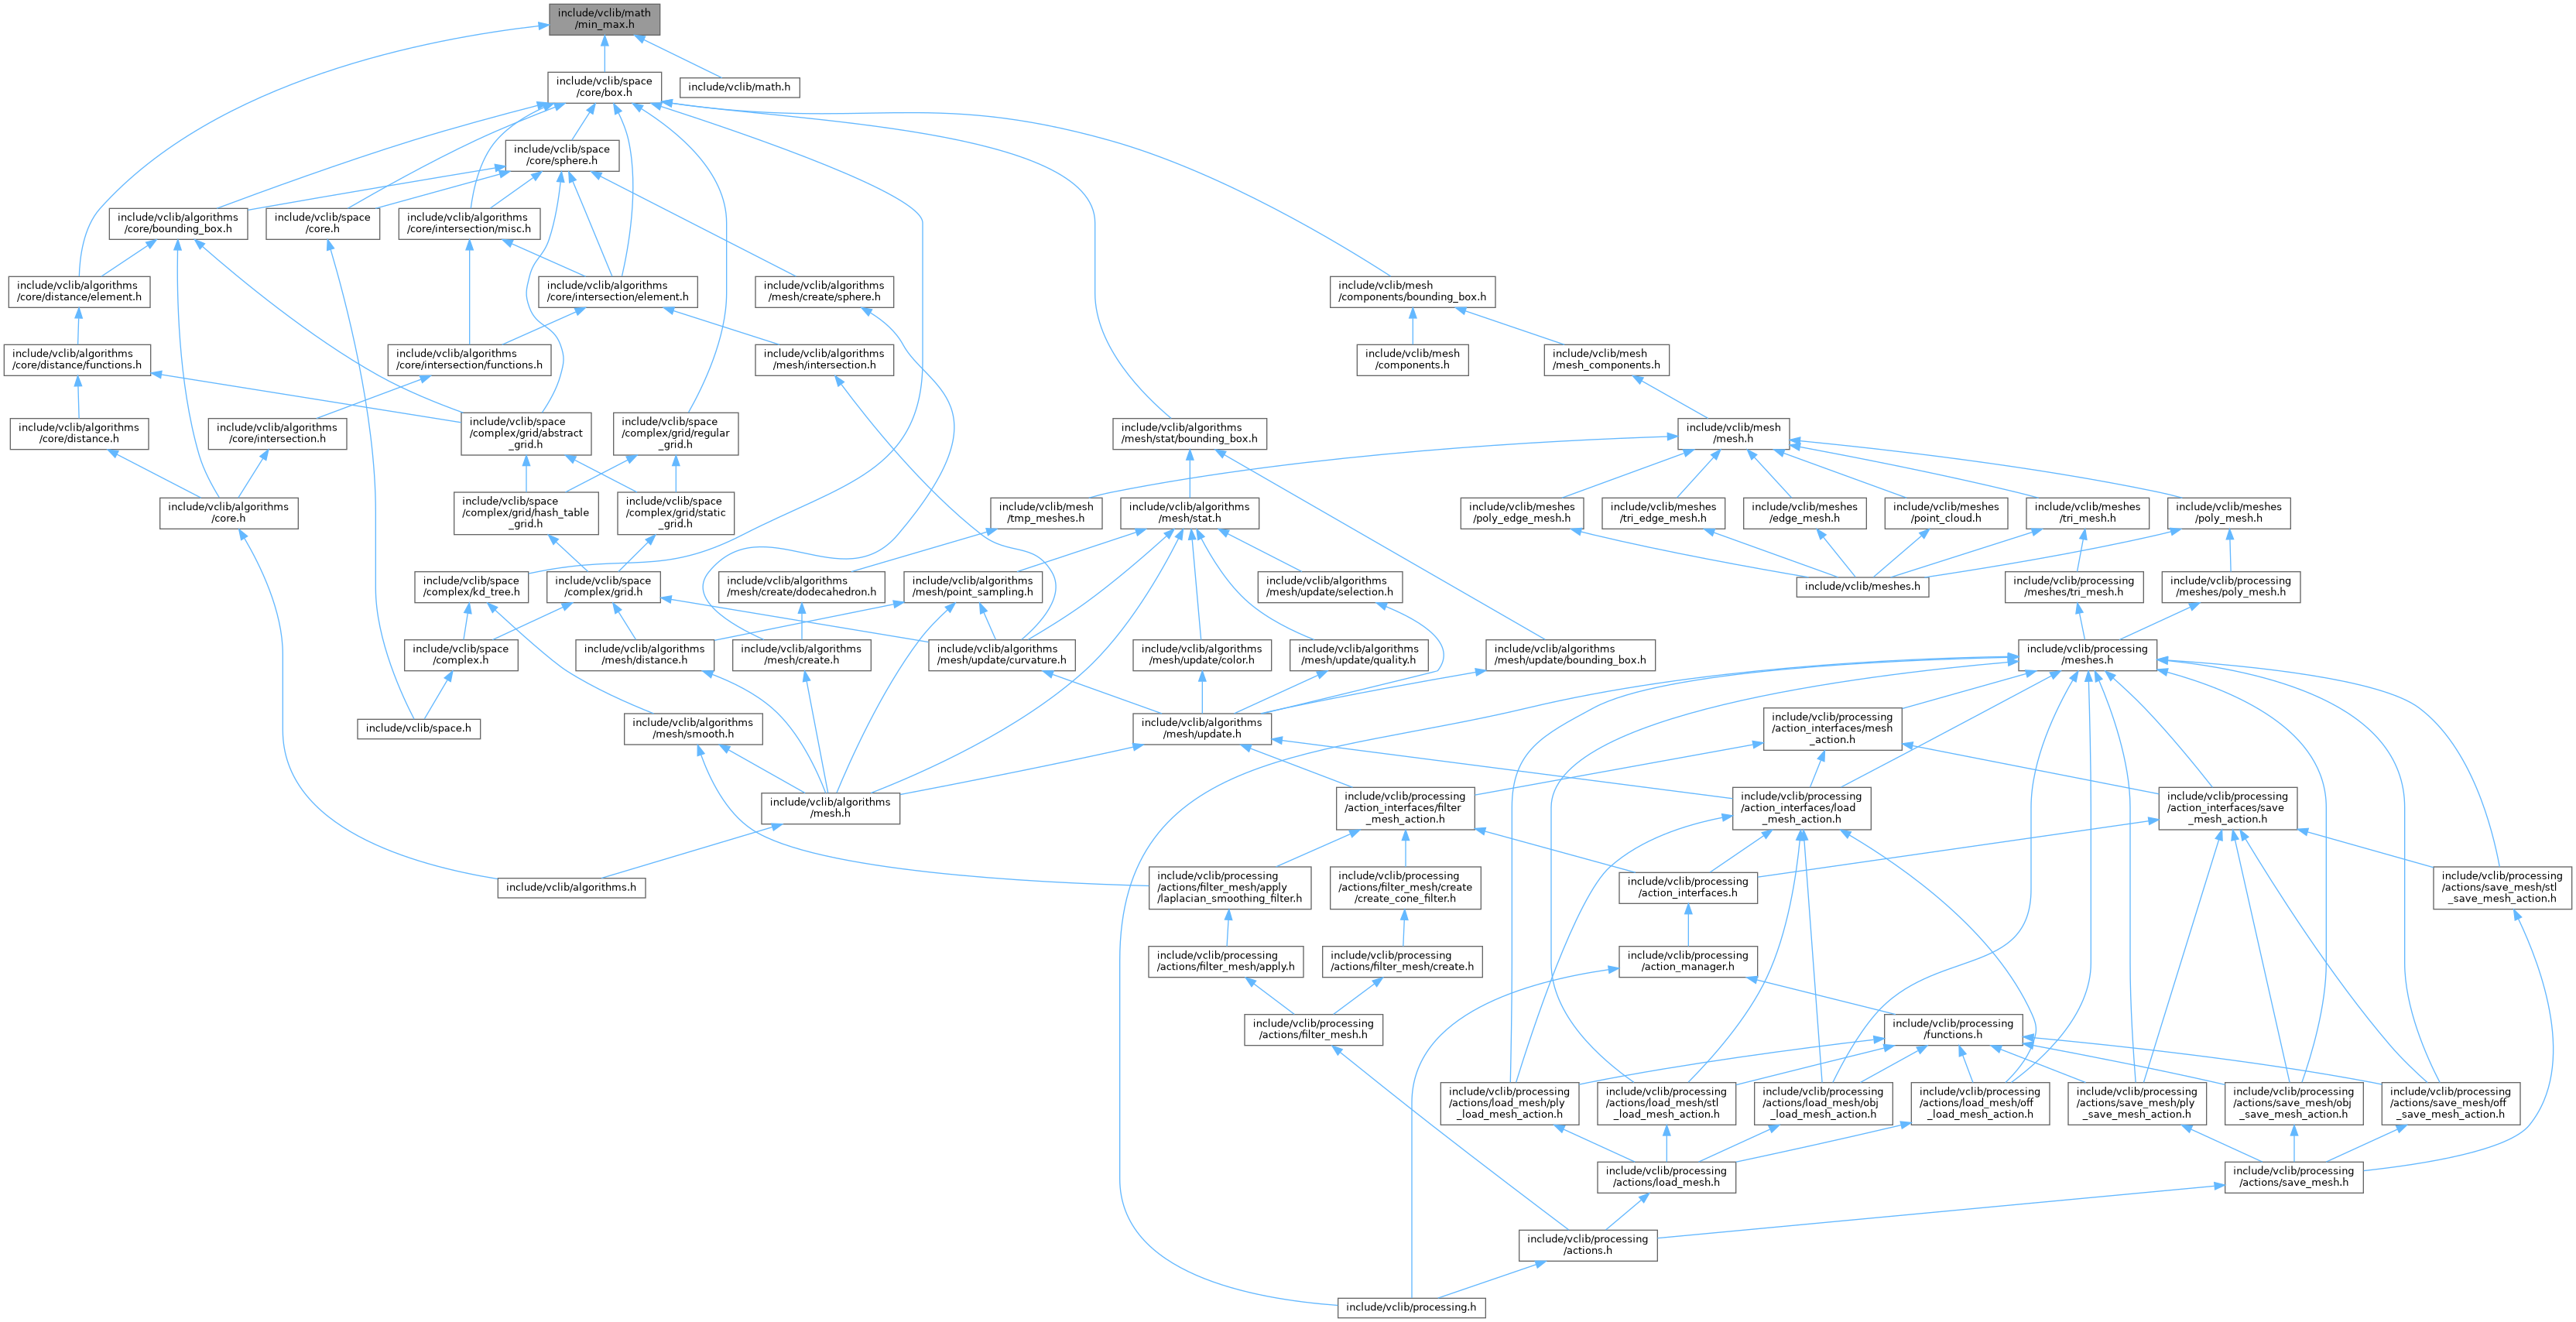 include/vclib/math
/min_max.h
include/vclib/space
/core/box.h
include/vclib/math.h
include/vclib/space
/core/sphere.h
include/vclib/algorithms
/core/bounding_box.h
include/vclib/space
/core.h
include/vclib/algorithms
/core/intersection/misc.h
include/vclib/algorithms
/core/distance/element.h
include/vclib/algorithms
/core/intersection/element.h
include/vclib/algorithms
/mesh/create/sphere.h
include/vclib/mesh
/components/bounding_box.h
include/vclib/algorithms
/core/distance/functions.h
include/vclib/algorithms
/core/intersection/functions.h
include/vclib/algorithms
/mesh/intersection.h
include/vclib/mesh
/components.h
include/vclib/mesh
/mesh_components.h
include/vclib/algorithms
/core/distance.h
include/vclib/algorithms
/core/intersection.h
include/vclib/space
/complex/grid/abstract
_grid.h
include/vclib/space
/complex/grid/regular
_grid.h
include/vclib/algorithms
/mesh/stat/bounding_box.h
include/vclib/mesh
/mesh.h
include/vclib/algorithms
/core.h
include/vclib/space
/complex/grid/hash_table
_grid.h
include/vclib/space
/complex/grid/static
_grid.h
include/vclib/mesh
/tmp_meshes.h
include/vclib/algorithms
/mesh/stat.h
include/vclib/meshes
/poly_edge_mesh.h
include/vclib/meshes
/tri_edge_mesh.h
include/vclib/meshes
/edge_mesh.h
include/vclib/meshes
/point_cloud.h
include/vclib/meshes
/tri_mesh.h
include/vclib/meshes
/poly_mesh.h
include/vclib/space
/complex/kd_tree.h
include/vclib/space
/complex/grid.h
include/vclib/algorithms
/mesh/create/dodecahedron.h
include/vclib/algorithms
/mesh/point_sampling.h
include/vclib/algorithms
/mesh/update/selection.h
include/vclib/meshes.h
include/vclib/processing
/meshes/tri_mesh.h
include/vclib/processing
/meshes/poly_mesh.h
include/vclib/space
/complex.h
include/vclib/algorithms
/mesh/distance.h
include/vclib/algorithms
/mesh/create.h
include/vclib/algorithms
/mesh/update/curvature.h
include/vclib/algorithms
/mesh/update/color.h
include/vclib/algorithms
/mesh/update/quality.h
include/vclib/algorithms
/mesh/update/bounding_box.h
include/vclib/processing
/meshes.h
include/vclib/space.h
include/vclib/algorithms
/mesh/smooth.h
include/vclib/algorithms
/mesh/update.h
include/vclib/processing
/action_interfaces/mesh
_action.h
include/vclib/algorithms
/mesh.h
include/vclib/processing
/action_interfaces/filter
_mesh_action.h
include/vclib/processing
/action_interfaces/load
_mesh_action.h
include/vclib/processing
/action_interfaces/save
_mesh_action.h
include/vclib/algorithms.h
include/vclib/processing
/actions/filter_mesh/apply
/laplacian_smoothing_filter.h
include/vclib/processing
/actions/filter_mesh/create
/create_cone_filter.h
include/vclib/processing
/action_interfaces.h
include/vclib/processing
/actions/save_mesh/stl
_save_mesh_action.h
include/vclib/processing
/actions/filter_mesh/apply.h
include/vclib/processing
/actions/filter_mesh/create.h
include/vclib/processing
/action_manager.h
include/vclib/processing
/actions/filter_mesh.h
include/vclib/processing
/functions.h
include/vclib/processing
/actions/load_mesh/ply
_load_mesh_action.h
include/vclib/processing
/actions/load_mesh/stl
_load_mesh_action.h
include/vclib/processing
/actions/load_mesh/obj
_load_mesh_action.h
include/vclib/processing
/actions/load_mesh/off
_load_mesh_action.h
include/vclib/processing
/actions/save_mesh/ply
_save_mesh_action.h
include/vclib/processing
/actions/save_mesh/obj
_save_mesh_action.h
include/vclib/processing
/actions/save_mesh/off
_save_mesh_action.h
include/vclib/processing
/actions/load_mesh.h
include/vclib/processing
/actions/save_mesh.h
include/vclib/processing
/actions.h
include/vclib/processing.h